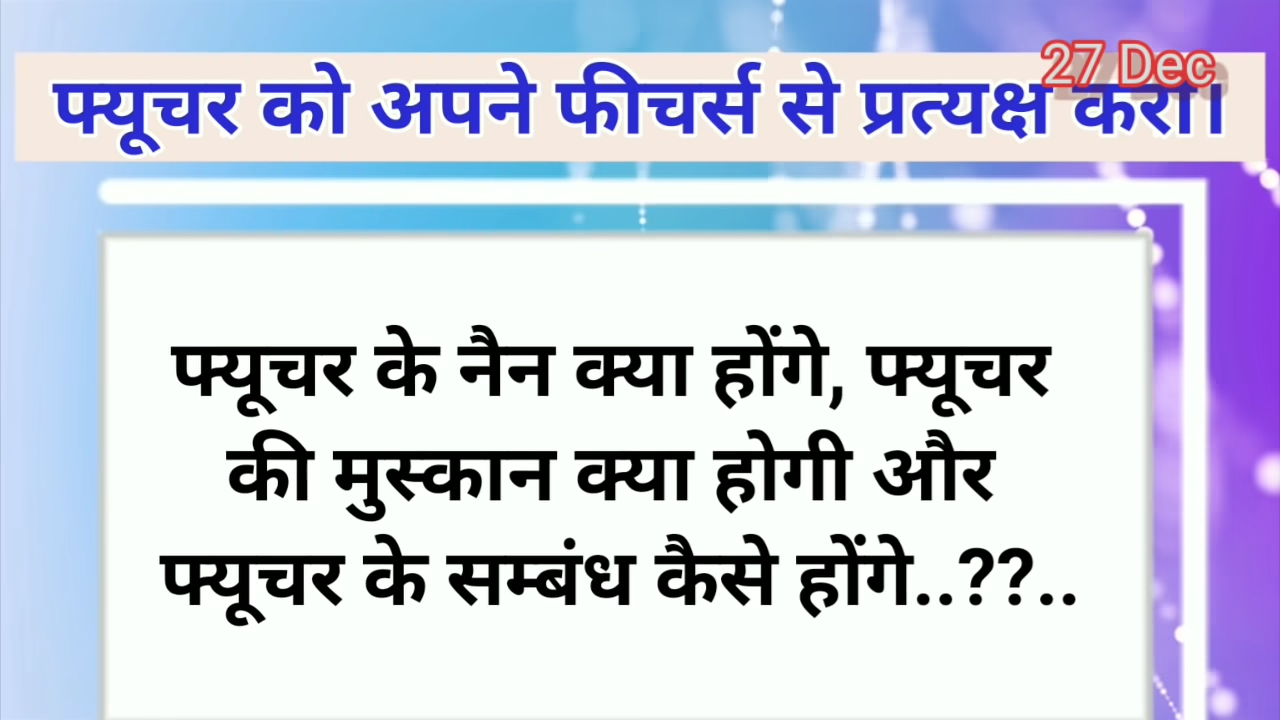 27 Dec
फ्यूचर को अपने फीचर्स से प्रत्यक्ष करो।
फ्यूचर के नैन क्या होंगे, फ्यूचर
की मुस्कान क्या होगी और
फ्यूचर के सम्बंध कैसे होंगे..??..